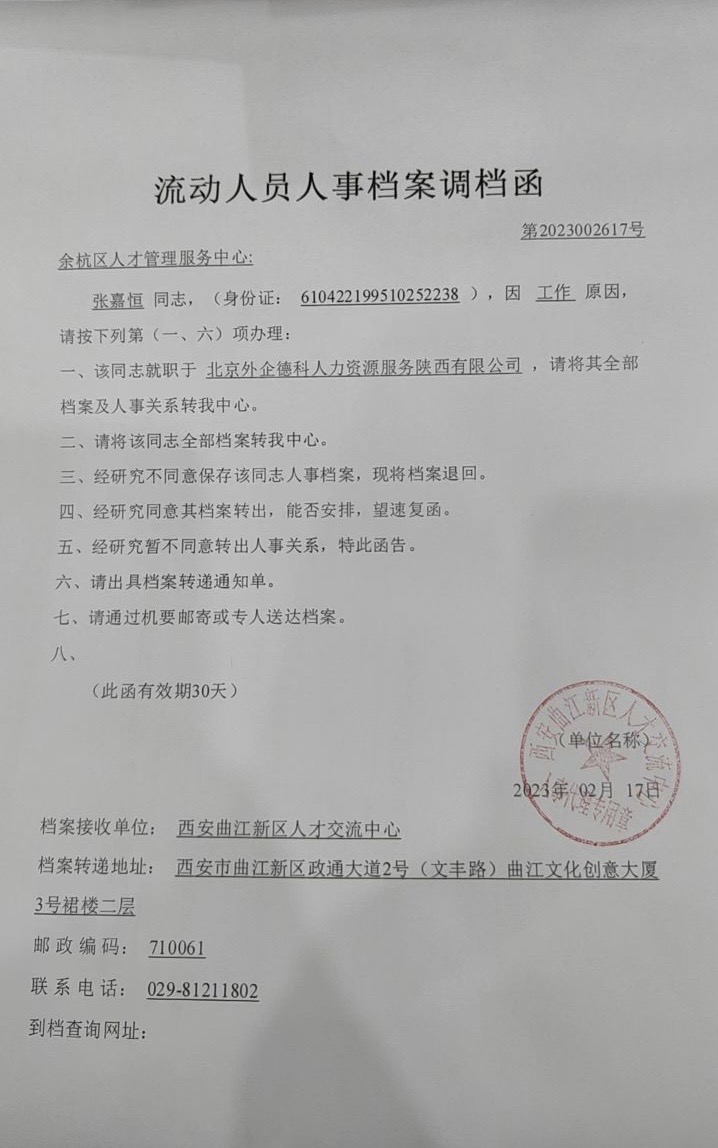 流动人员人事档案调档函
第2023002617号
余杭区人才管理服务中心:
张嘉恒 同志，（身份证： 610422199510252238 ），因 工作 原因，
请按下列第（一、六）项办理：
一、该同志就职于 北京外企德科人力资源服务陕西有限公司 ，请将其全部
档案及人事关系转我中心。
二、请将该同志全部档案转我中心。
三、经研究不同意保存该同志人事档案，现将档案退回。
四、经研究同意其档案转出，能否安排，望速复函。
五、经研究暂不同意转出人事关系，特此函告。
六、请出具档案转递通知单。
七、请通过机要邮寄或专人送达档案。
八、
（此函有效期30天）
西安曲江新区人才交流中心
（单位名称）
2023年 02月 17日
人事代理专用章
档案接收单位： 西安曲江新区人才交流中心
档案转递地址： 西安市曲江新区政通大道2号（文丰路）曲江文化创意大厦
3号裙楼二层
邮政编码： 710061
联系电话： 029-81211802
到档查询网址：